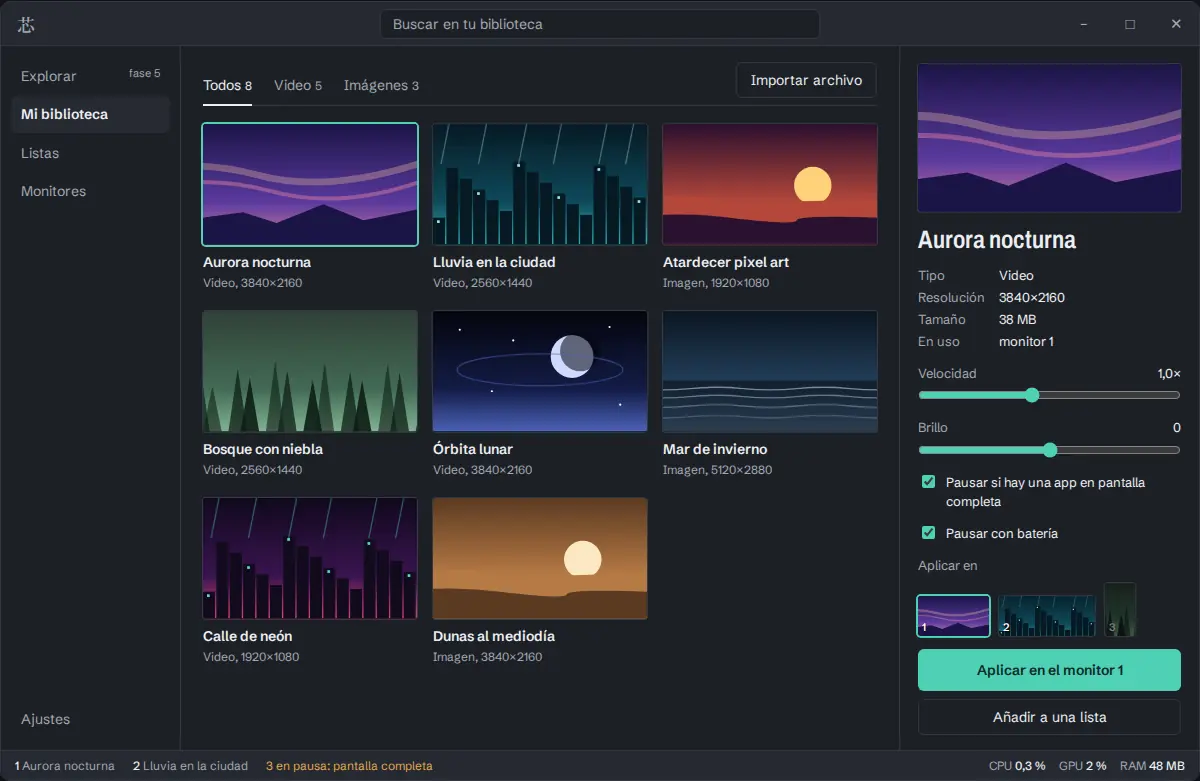 芯
Buscar en tu biblioteca
Explorar fase 5
Mi biblioteca
Listas
Monitores
Ajustes
Todos 8 Video 5 Imágenes 3
Importar archivo
Aurora nocturna
Video, 3840×2160
Lluvia en la ciudad
Video, 2560×1440
Atardecer pixel art
Imagen, 1920×1080
Bosque con niebla
Video, 2560×1440
Órbita lunar
Video, 3840×2160
Mar de invierno
Imagen, 5120×2880
Calle de neón
Video, 1920×1080
Dunas al mediodía
Imagen, 3840×2160
Aurora nocturna
Tipo Video
Resolución 3840×2160
Tamaño 38 MB
En uso monitor 1
Velocidad 1,0×
Brillo 0
Pausar si hay una app en pantalla
completa
Pausar con batería
Aplicar en
1 2 3
Aplicar en el monitor 1
Añadir a una lista
1 Aurora nocturna 2 Lluvia en la ciudad 3 en pausa: pantalla completa
CPU 0,3 % GPU 2 % RAM 48 MB